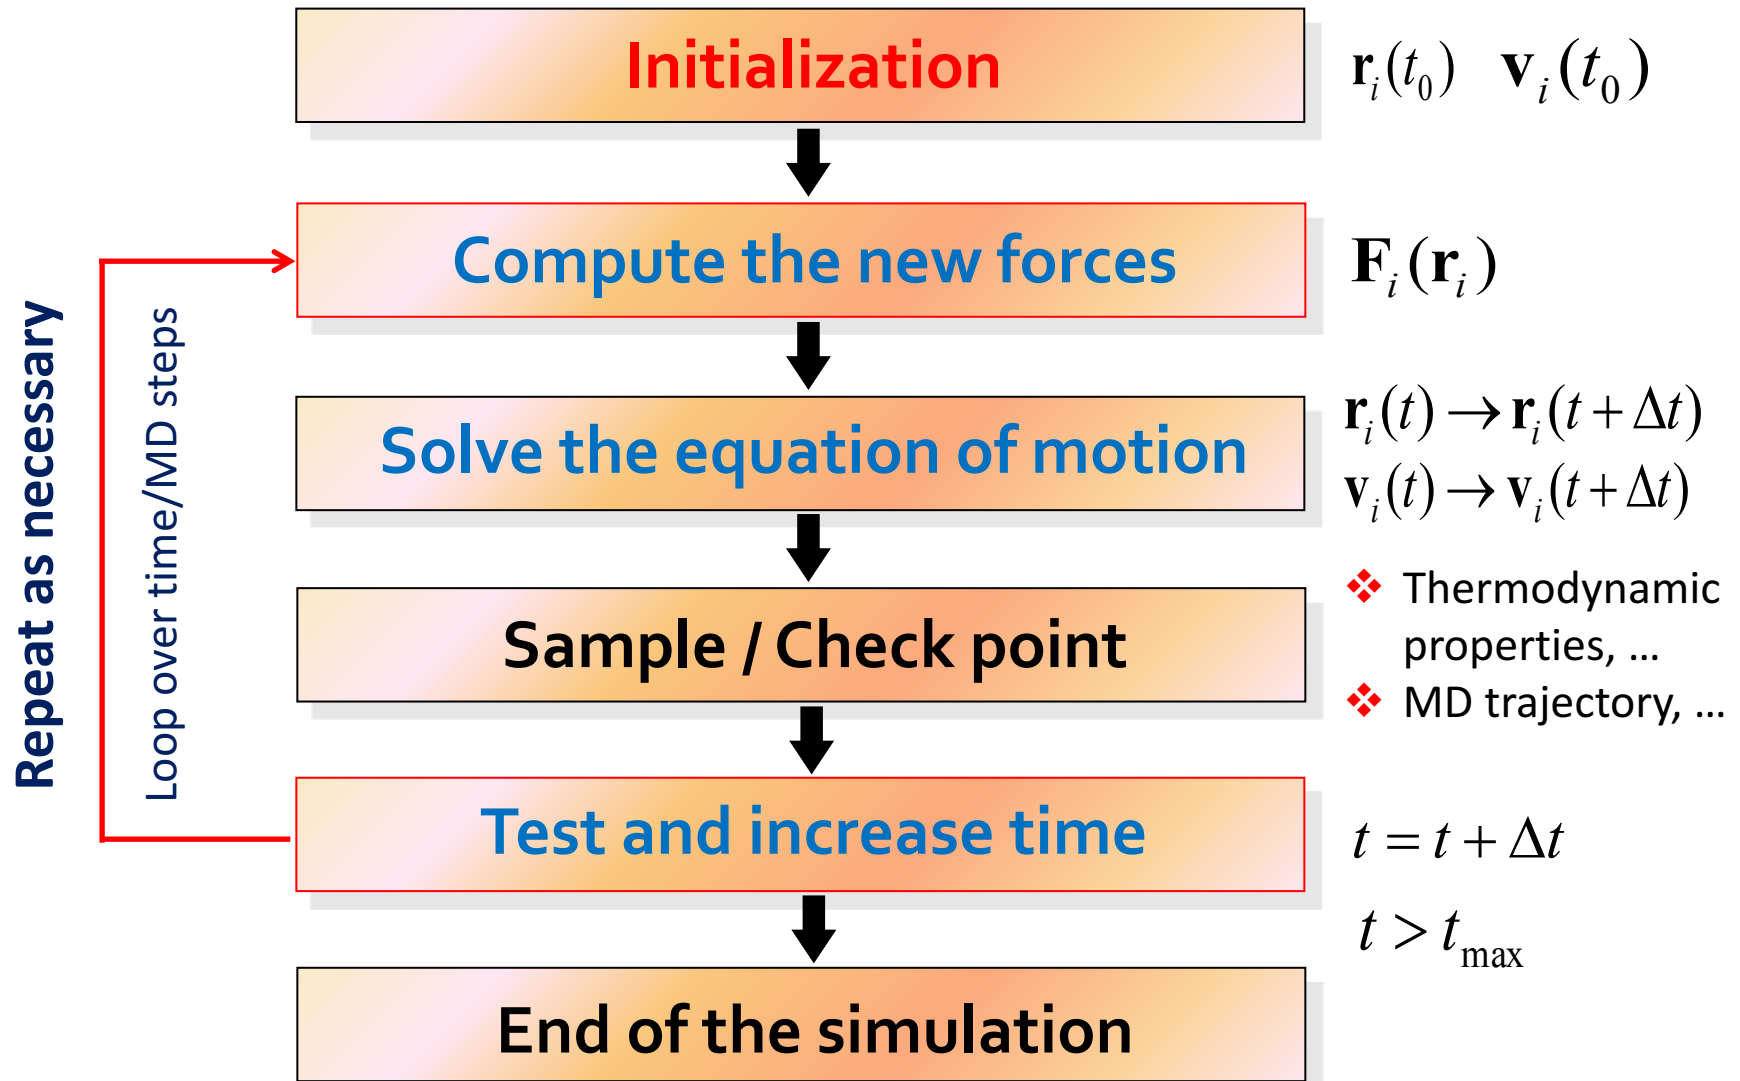 Initialization
r_i(t_0) v_i(t_0)
Compute the new forces
F_i(r_i)
Solve the equation of motion
r_i(t) → r_i(t + Δt)
v_i(t) → v_i(t + Δt)
Sample / Check point
❖ Thermodynamic
properties, ...
❖ MD trajectory, ...
Test and increase time
t = t + Δt
t > t_max
End of the simulation
Repeat as necessary
Loop over time/MD steps